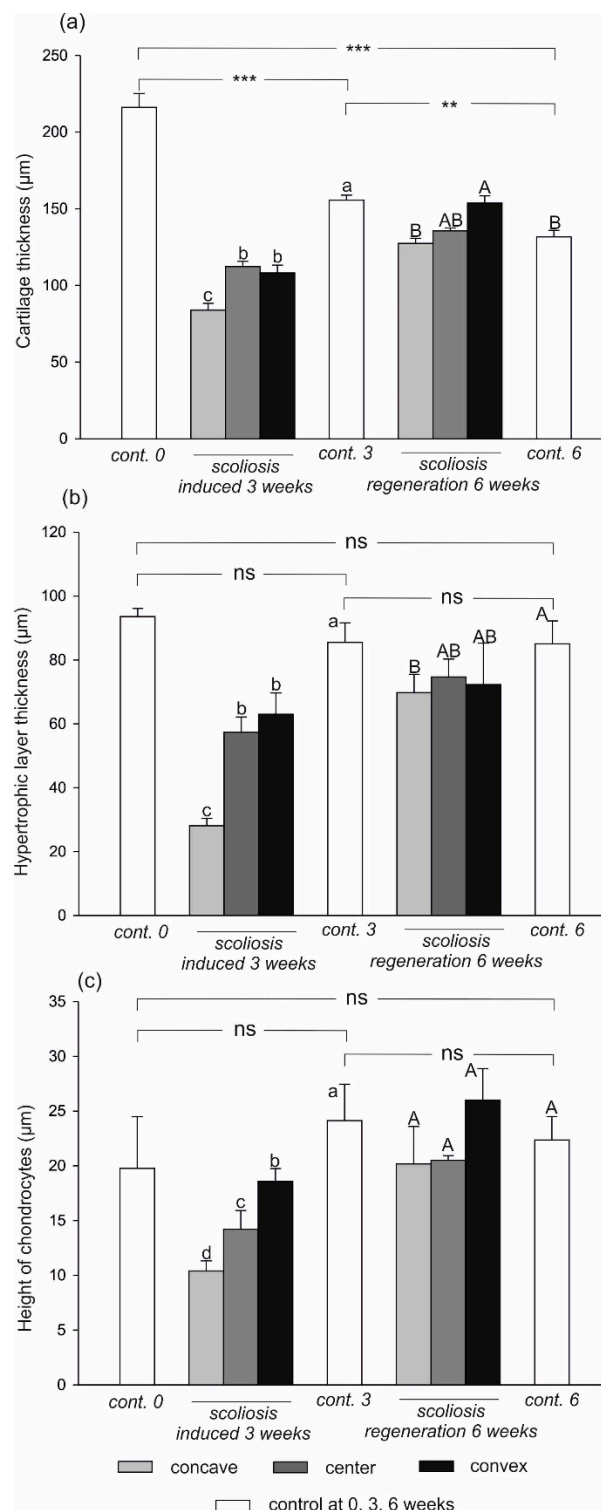 (a)
***
250
***
**
200
a
A
150
AB
B
B
b
b
100
c
50
0
Cartilage thickness (µm)
cont. 0
scoliosis
induced 3 weeks
cont. 3
scoliosis
regeneration 6 weeks
cont. 6
(b)
120
ns
ns
100
ns
a
A
80
B
AB
AB
b
b
60
40
c
20
0
Hypertrophic layer thickness (µm)
cont. 0
scoliosis
induced 3 weeks
cont. 3
scoliosis
regeneration 6 weeks
cont. 6
(c)
35
ns
ns
30
ns
A
a
25
A
A
A
20
b
c
15
d
10
5
0
Height of chondrocytes (µm)
cont. 0
scoliosis
induced 3 weeks
cont. 3
scoliosis
regeneration 6 weeks
cont. 6
concave
center
convex
control at 0, 3, 6 weeks